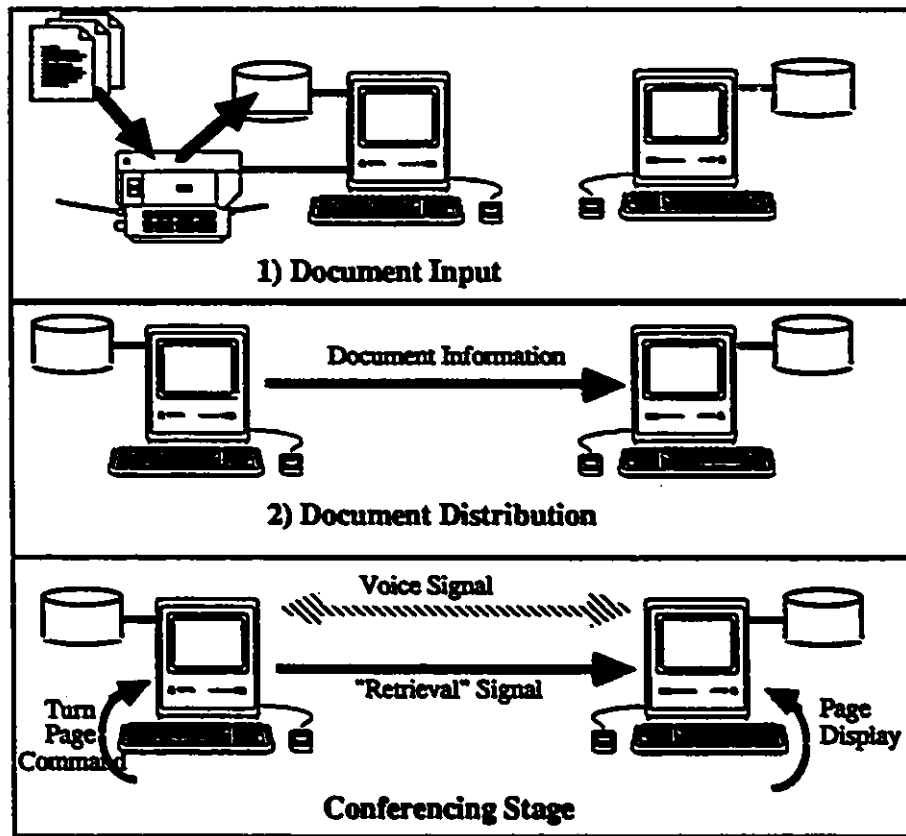 1) Document Input
Document Information
2) Document Distribution
Voice Signal
"Retrieval" Signal
Turn
Page
Command
Page
Display
Conferencing Stage